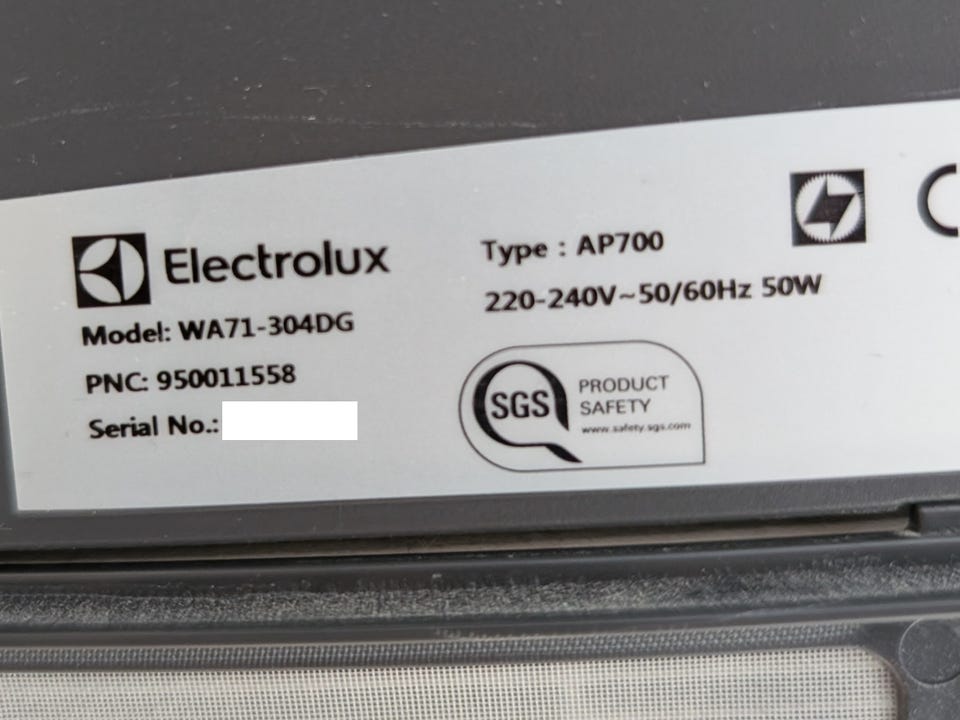 Electrolux
Model: WA71-304DG
PNC: 950011558
Serial No.:
Type : AP700
220-240V~50/60Hz 50W
SGS
PRODUCT
SAFETY
www.safety.sgs.com